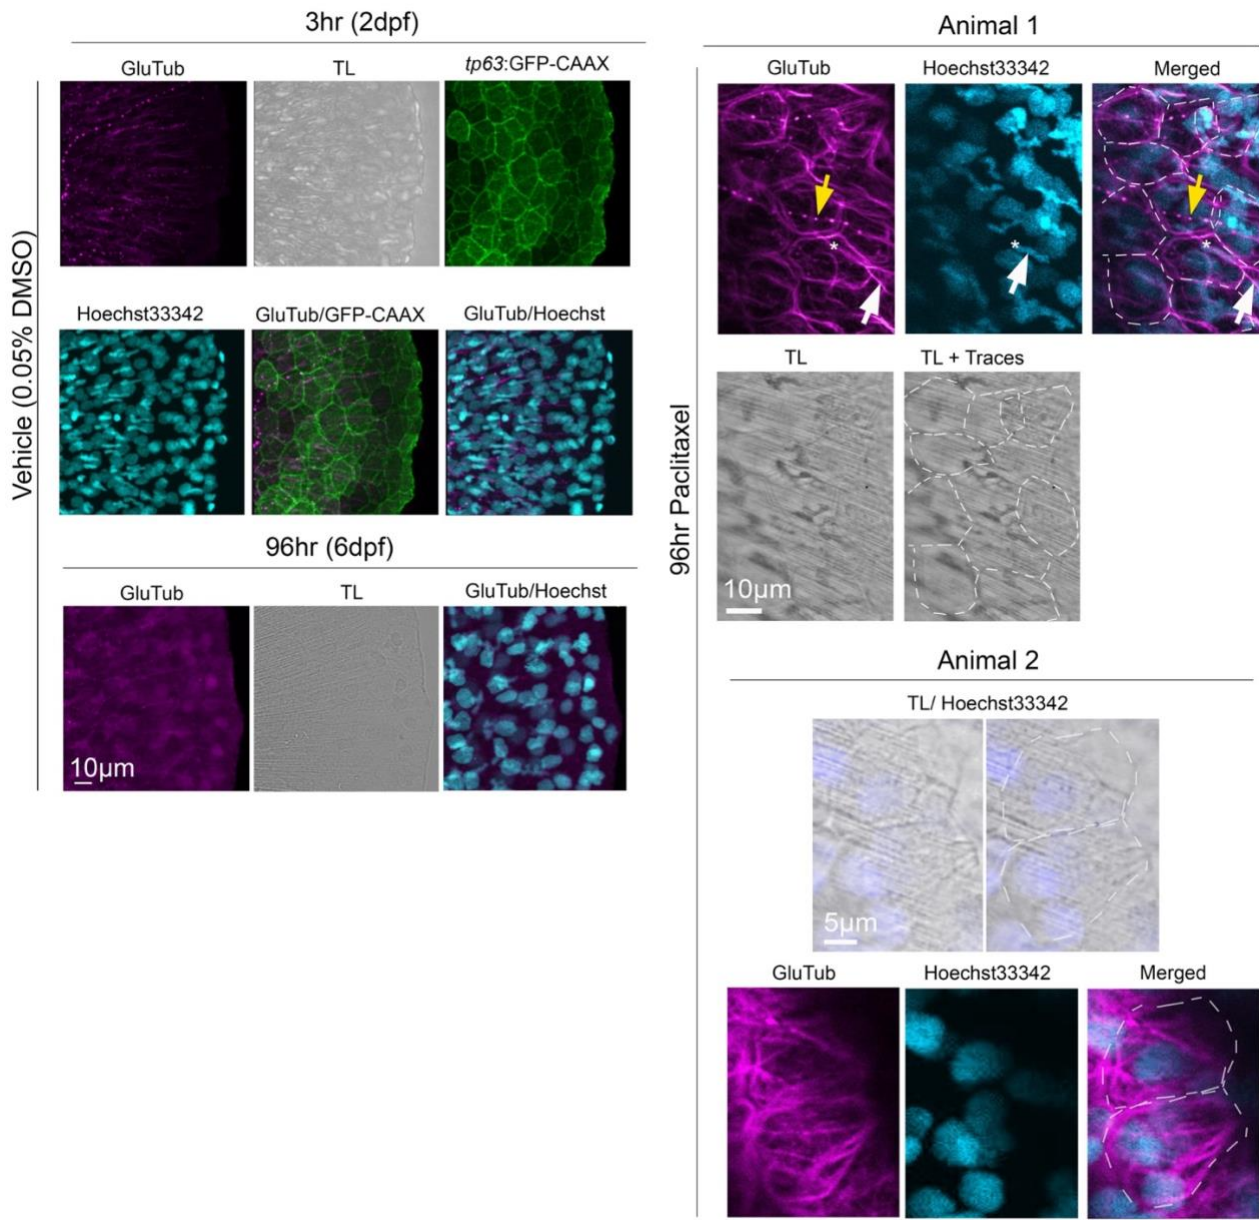 3hr (2dpf)
GluTub TL tp63:GFP-CAAX
Hoechst33342 GluTub/GFP-CAAX GluTub/Hoechst
96hr (6dpf)
GluTub TL GluTub/Hoechst
10µm
Vehicle (0.05% DMSO)
Animal 1
GluTub Hoechst33342 Merged
*
*
*
TL TL + Traces
10µm
96hr Paclitaxel
Animal 2
TL/ Hoechst33342
5µm
GluTub Hoechst33342 Merged